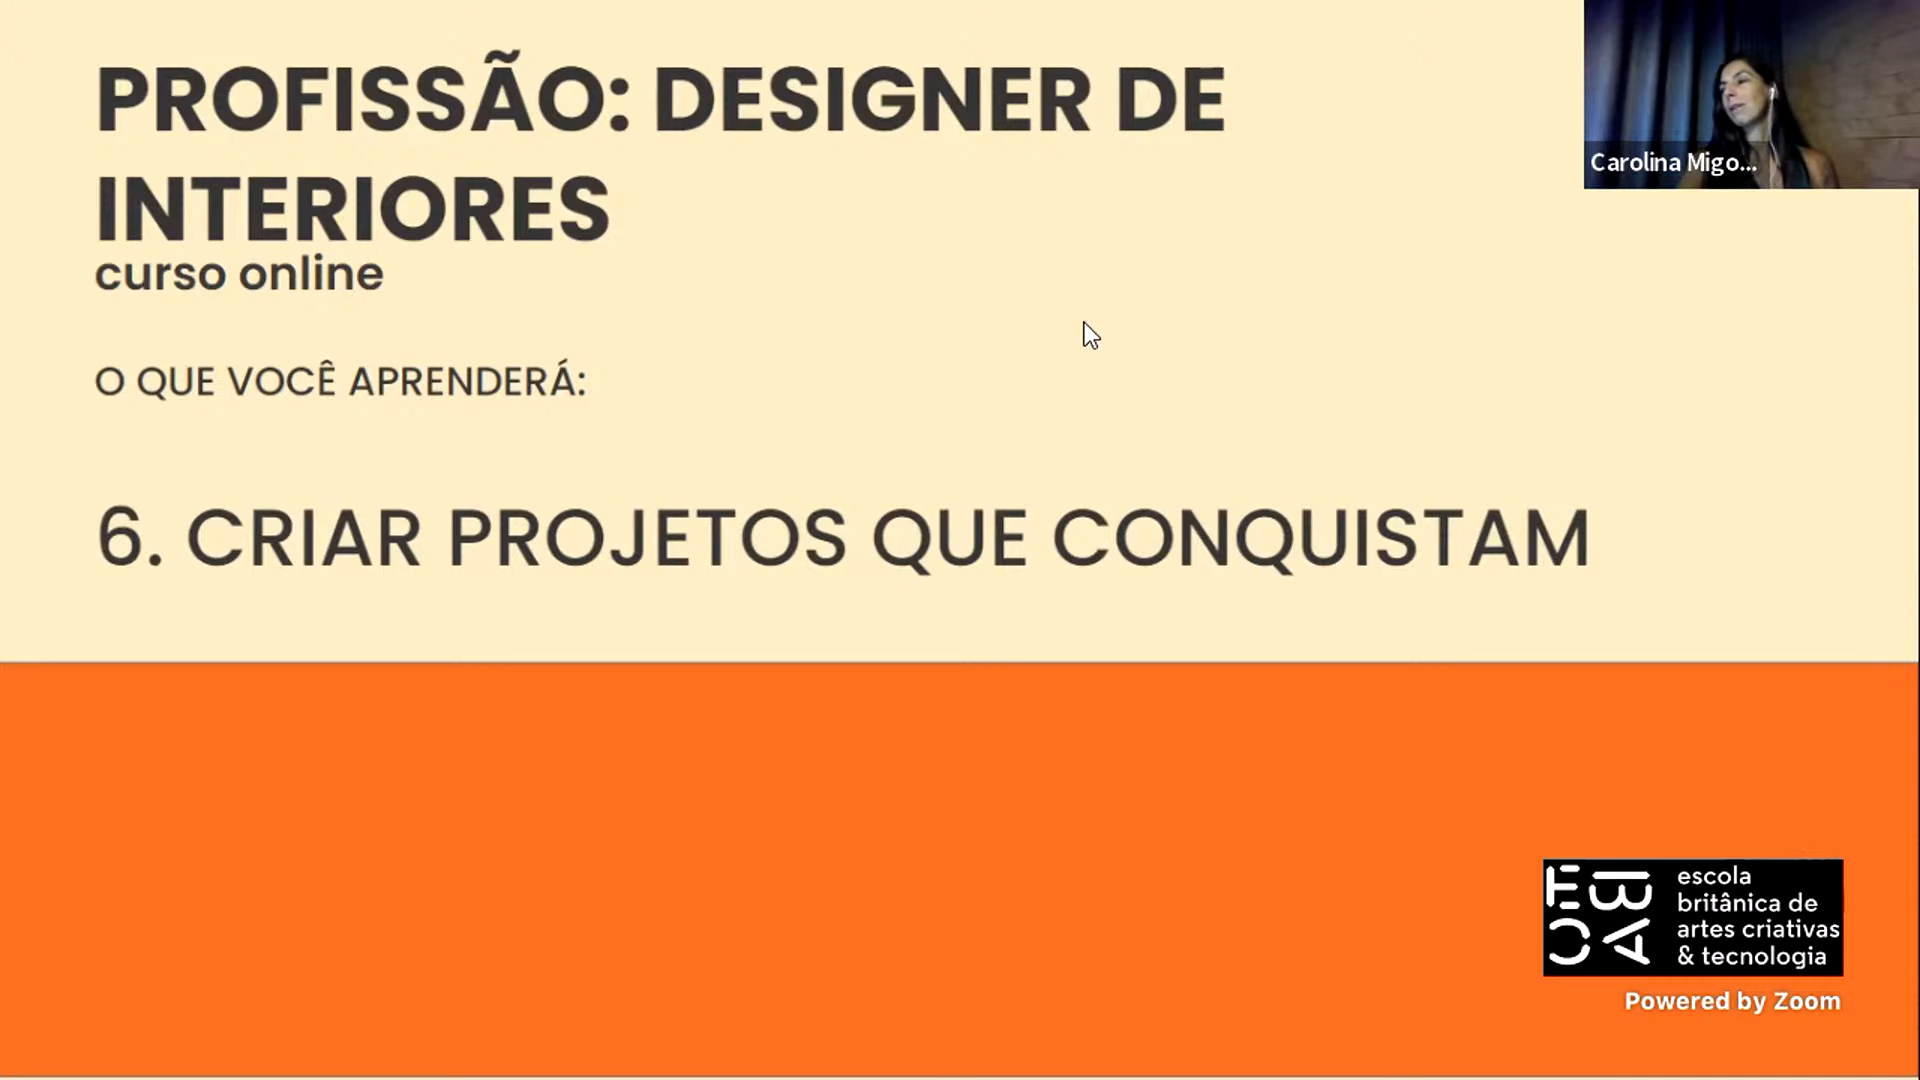 PROFISSÃO: DESIGNER DE
INTERIORES
curso online
O QUE VOCÊ APRENDERÁ:
6. CRIAR PROJETOS QUE CONQUISTAM
Carolina Migo...
EBAC
escola
britânica de
artes criativas
& tecnologia
Powered by Zoom